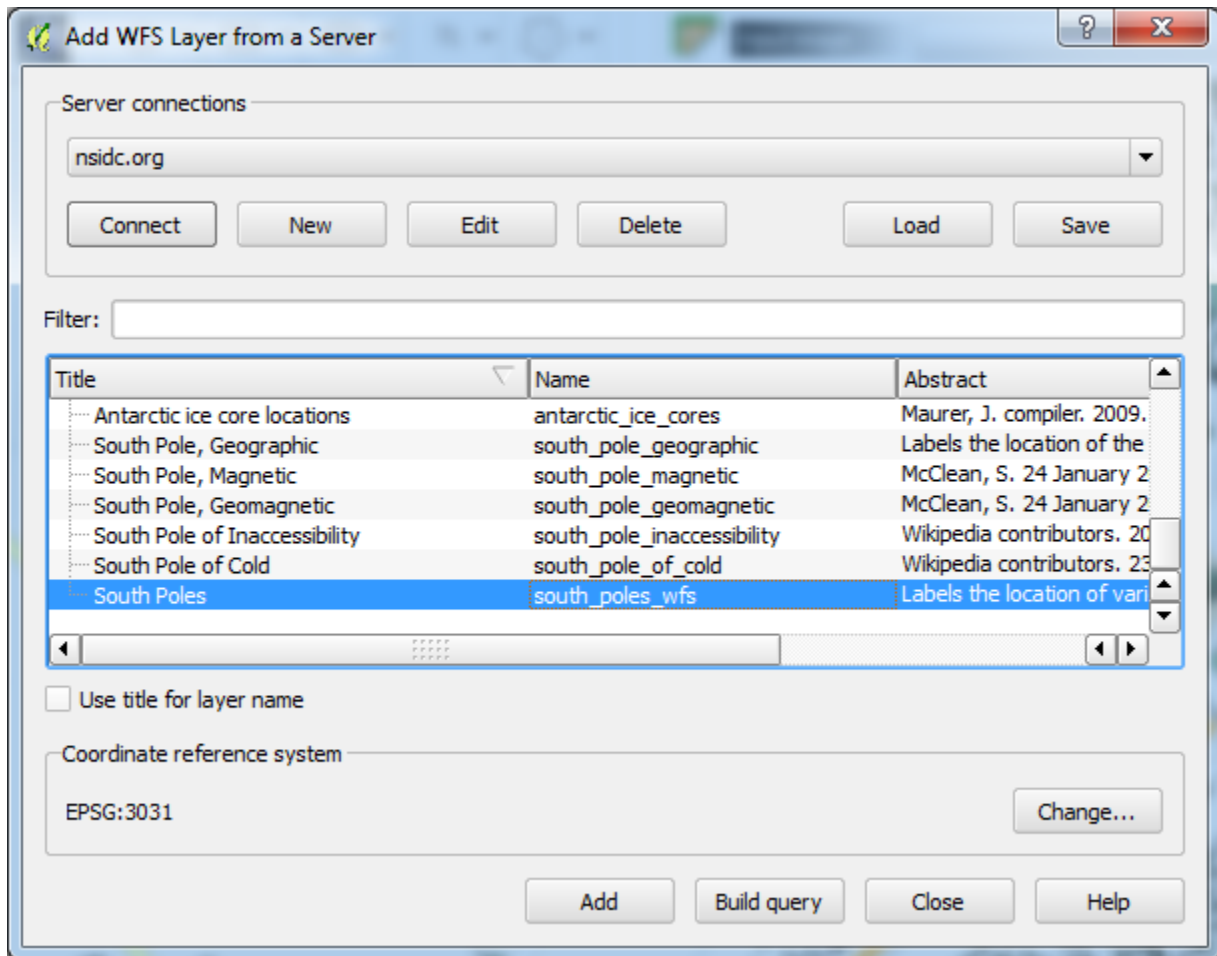 Add WFS Layer from a Server
Server connections
nsidc.org
Connect New Edit Delete Load Save
Filter:
Title Name Abstract
Antarctic ice core locations antarctic_ice_cores Maurer, J. compiler. 2009.
South Pole, Geographic south_pole_geographic Labels the location of the
South Pole, Magnetic south_pole_magnetic McClean, S. 24 January 2
South Pole, Geomagnetic south_pole_geomagnetic McClean, S. 24 January 2
South Pole of Inaccessibility south_pole_inaccessibility Wikipedia contributors. 20
South Pole of Cold south_pole_of_cold Wikipedia contributors. 23
South Poles south_poles_wfs Labels the location of vari
Use title for layer name
Coordinate reference system
EPSG:3031 Change...
Add Build query Close Help